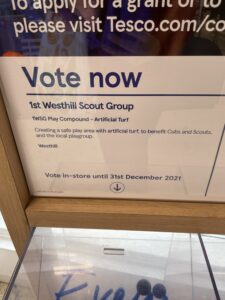 To apply for a grant or to
please visit Tesco.com/co
Vote now
1st Westhill Scout Group
1WSG Play Compound - Artificial Turf
Creating a safe play area with artificial turf, to benefit Cubs and Scouts,
and the local playgroup.
Westhill
Vote in-store until 31st December 2021